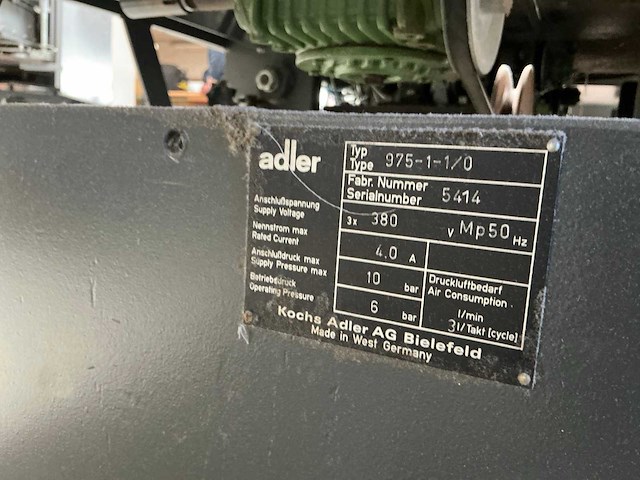 adler
Typ
Type 975-1-1/0
Fabr. Nummer
Serialnumber 5414
Anschlußspannung
Supply Voltage
3x 380 V Mp50 Hz
Nennstrom max
Rated Current
4.0 A
Anschlußdruck max
Supply Pressure max
10 bar
Druckluftbedarf
Air Consumption
Betriebsdruck
Operating Pressure
6 bar
l/min
3l/Takt [cycle]
Kochs Adler AG Bielefeld
Made in West Germany